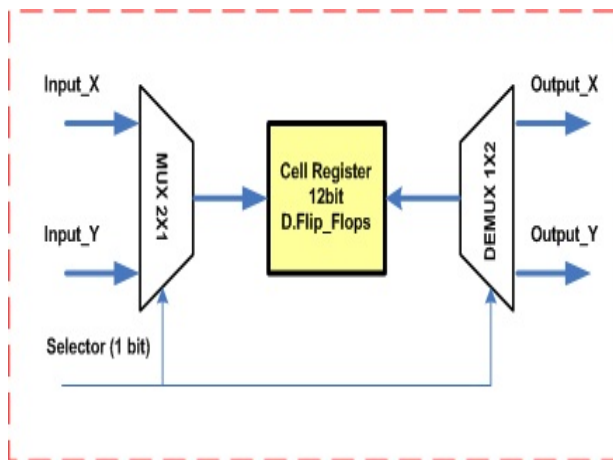 Input_X
Output_X
MUX 2X1
Cell Register
12bit
D.Flip_Flops
DEMUX 1X2
Input_Y
Output_Y
Selector (1 bit)